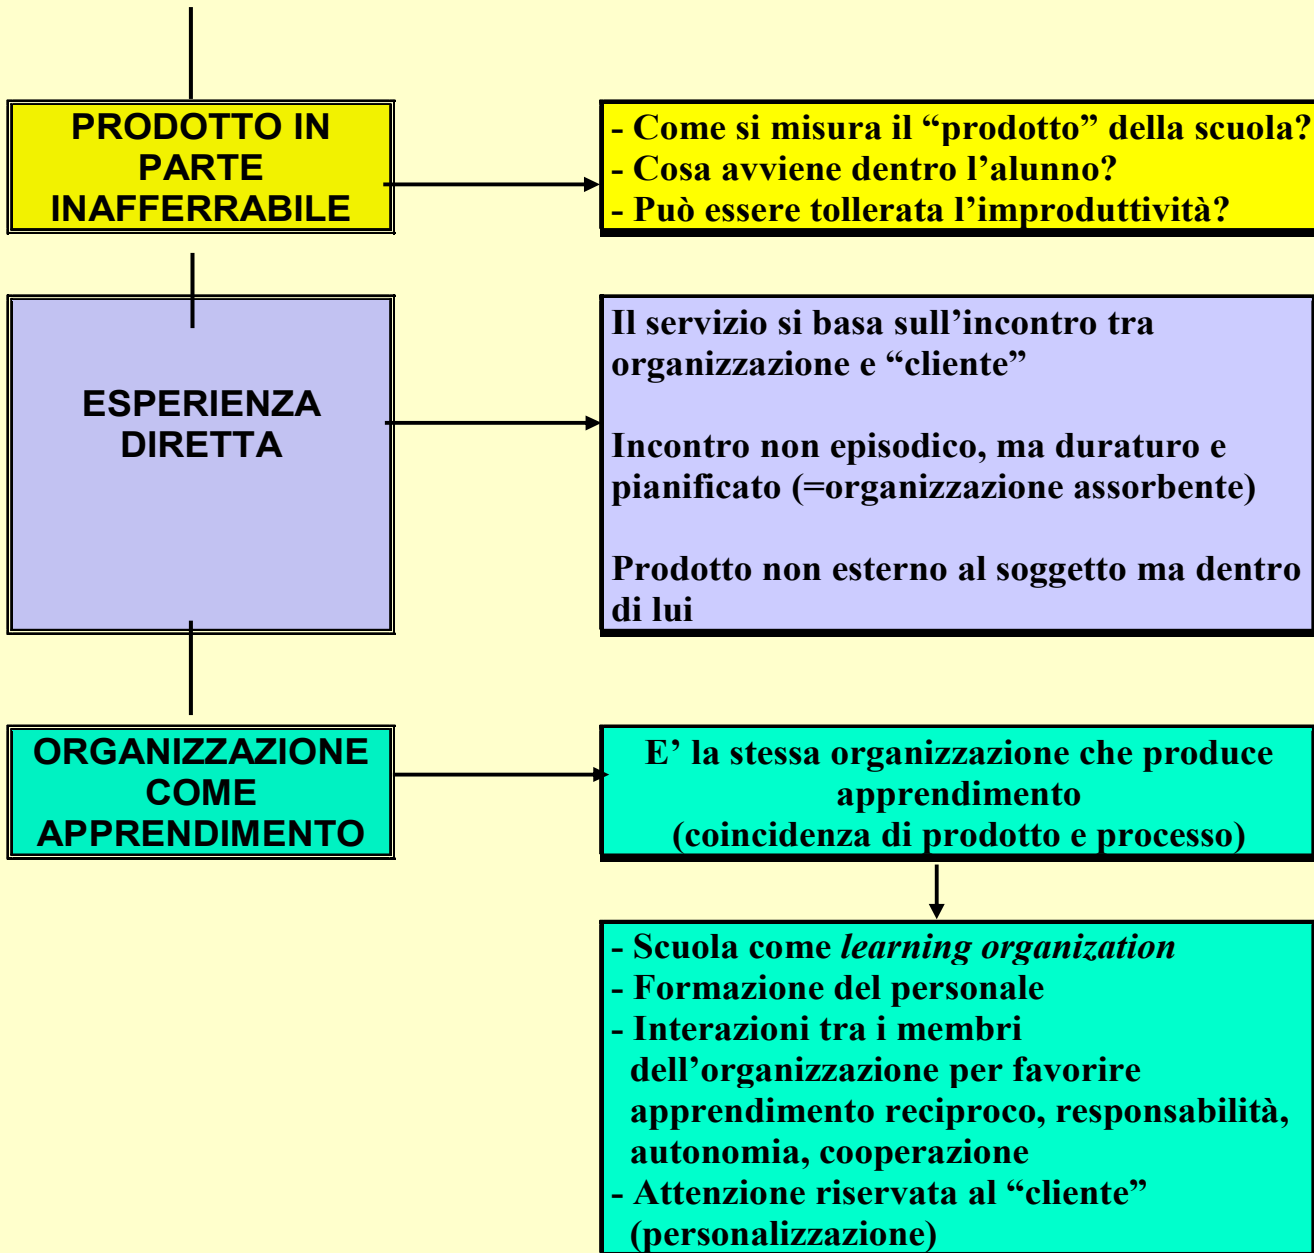 PRODOTTO IN
PARTE
INAFFERRABILE
- Come si misura il “prodotto” della scuola?
- Cosa avviene dentro l’alunno?
- Può essere tollerata l’improduttività?
ESPERIENZA
DIRETTA
Il servizio si basa sull’incontro tra
organizzazione e “cliente”
Incontro non episodico, ma duraturo e
pianificato (=organizzazione assorbente)
Prodotto non esterno al soggetto ma dentro
di lui
ORGANIZZAZIONE
COME
APPRENDIMENTO
E’ la stessa organizzazione che produce
apprendimento
(coincidenza di prodotto e processo)
- Scuola come learning organization
- Formazione del personale
- Interazioni tra i membri
dell’organizzazione per favorire
apprendimento reciproco, responsabilità,
autonomia, cooperazione
- Attenzione riservata al “cliente”
(personalizzazione)